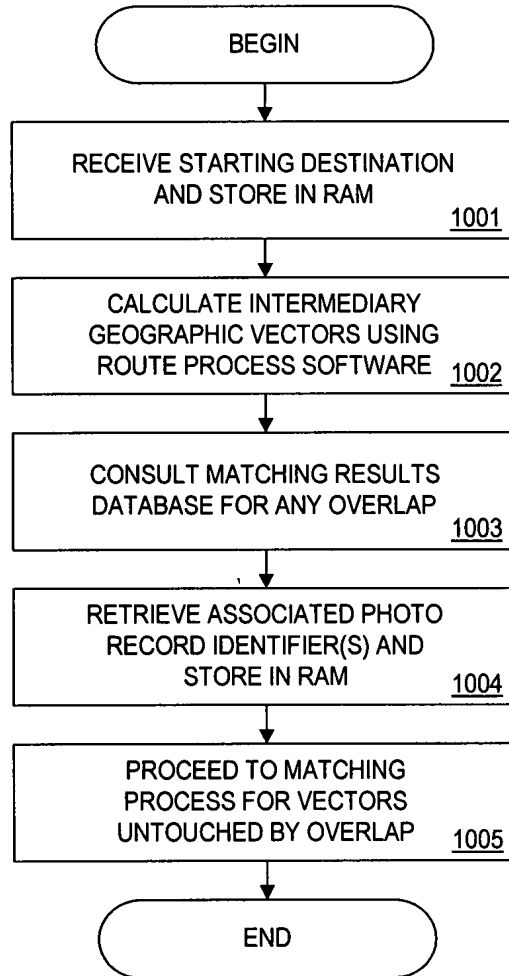 BEGIN
RECEIVE STARTING DESTINATION
AND STORE IN RAM
1001
CALCULATE INTERMEDIARY
GEOGRAPHIC VECTORS USING
ROUTE PROCESS SOFTWARE
1002
CONSULT MATCHING RESULTS
DATABASE FOR ANY OVERLAP
1003
RETRIEVE ASSOCIATED PHOTO
RECORD IDENTIFIER(S) AND
STORE IN RAM
1004
PROCEED TO MATCHING
PROCESS FOR VECTORS
UNTOUCHED BY OVERLAP
1005
END